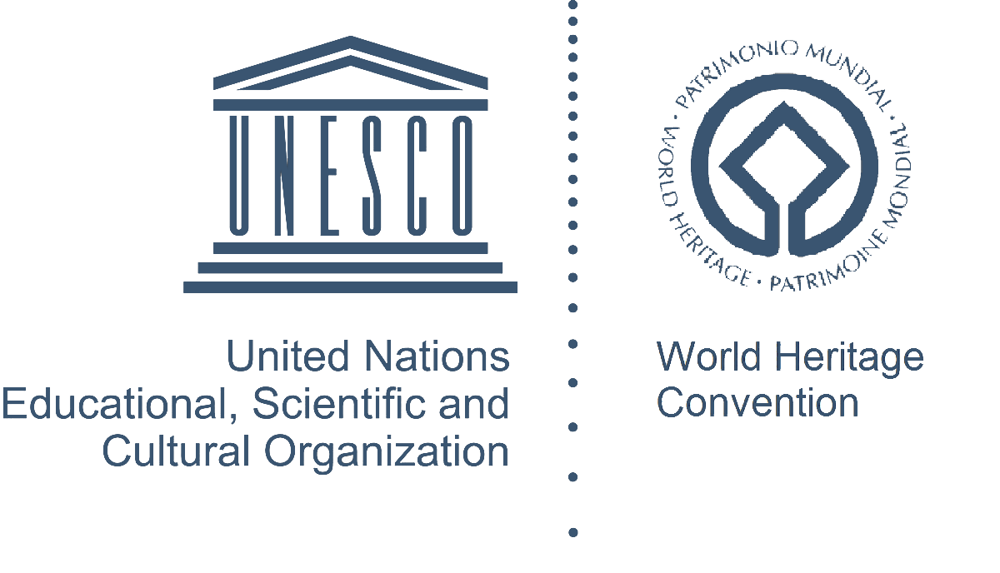 UNESCO
United Nations
Educational, Scientific and
Cultural Organization
· PATRIMONIO MUNDIAL · WORLD HERITAGE · PATRIMOINE MONDIAL
World Heritage
Convention